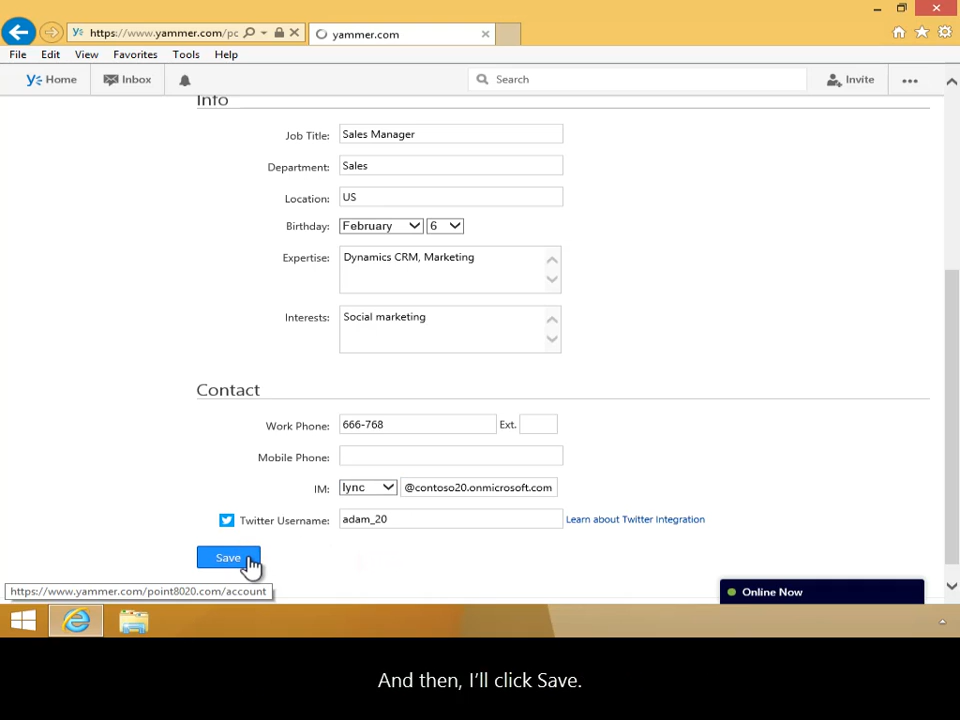 https://www.yammer.com/pc
yammer.com
File Edit View Favorites Tools Help
Home Inbox Search Invite
Info
Job Title: Sales Manager
Department: Sales
Location: US
Birthday: February 6
Expertise: Dynamics CRM, Marketing
Interests: Social marketing
Contact
Work Phone: 666-768 Ext.
Mobile Phone:
IM: lync @contoso20.onmicrosoft.com
Twitter Username: adam_20 Learn about Twitter Integration
Save
https://www.yammer.com/point8020.com/account
Online Now
And then, I'll click Save.